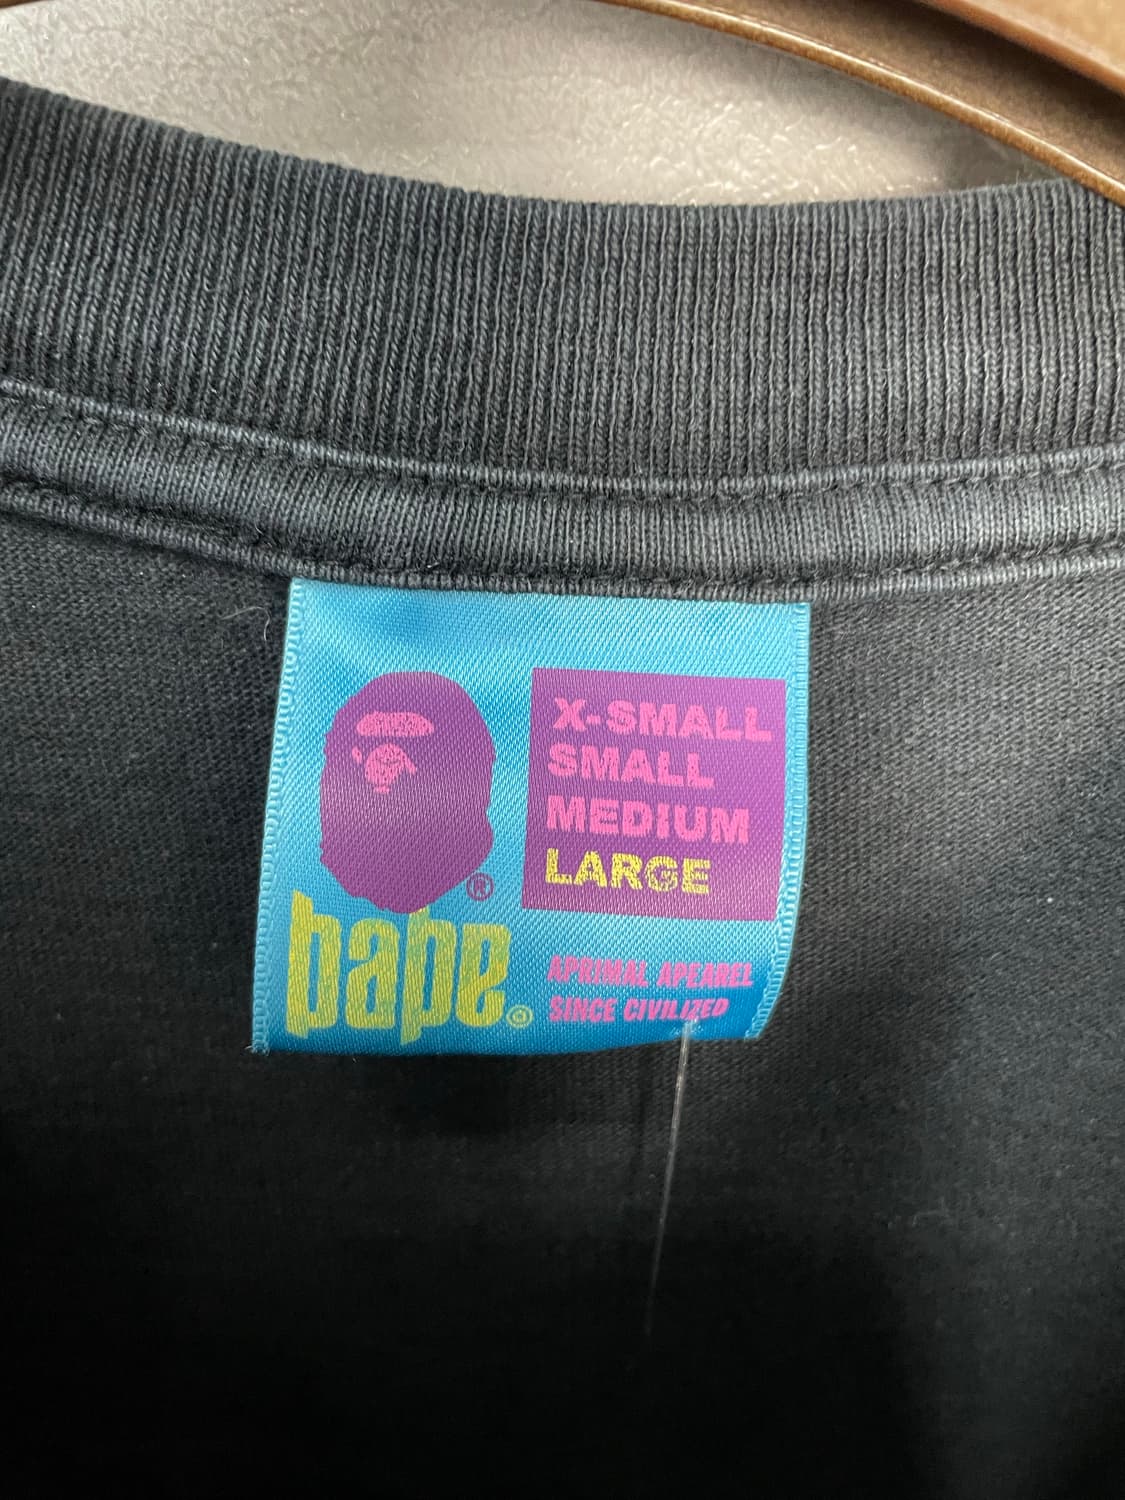 X-SMALL
SMALL
MEDIUM
LARGE
®
bape®
APRIMAL APEAREL
SINCE CIVILIZED